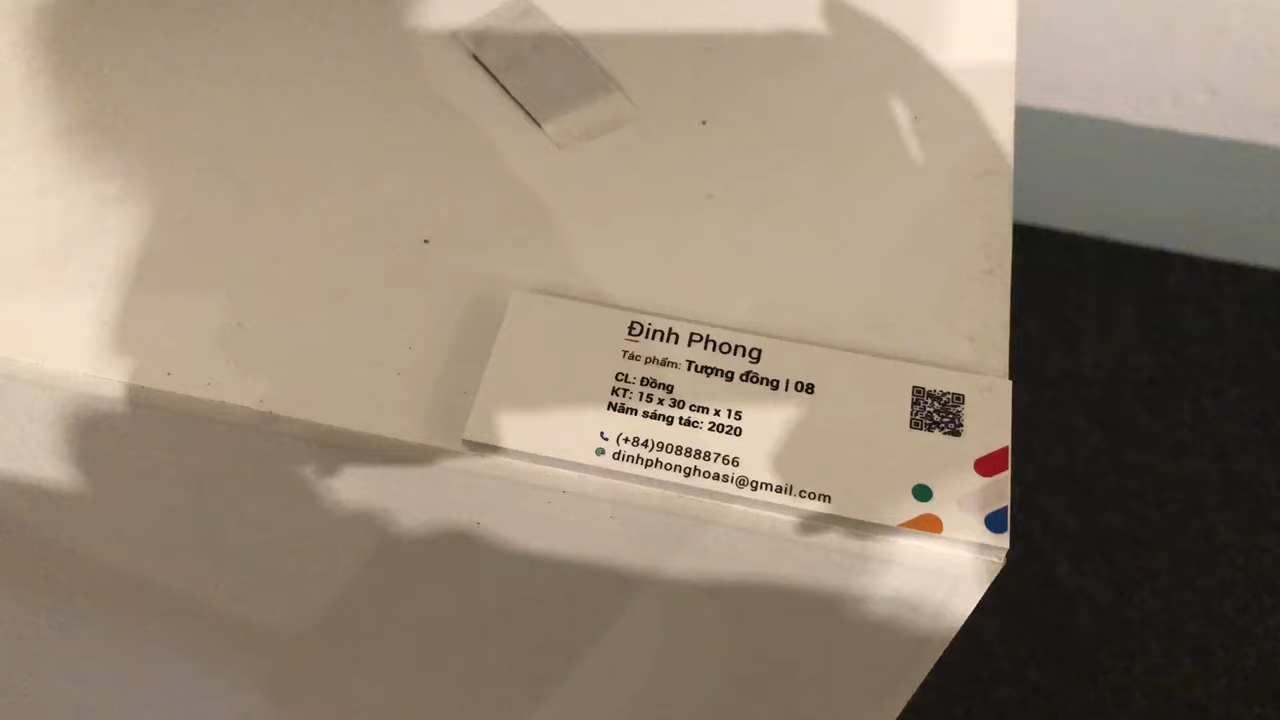 Đinh Phong
Tác phẩm: Tượng đồng | 08
CL: Đồng
KT: 15 x 30 cm x 15
Năm sáng tác: 2020
(+84)908888766
dinhphonghoasi@gmail.com